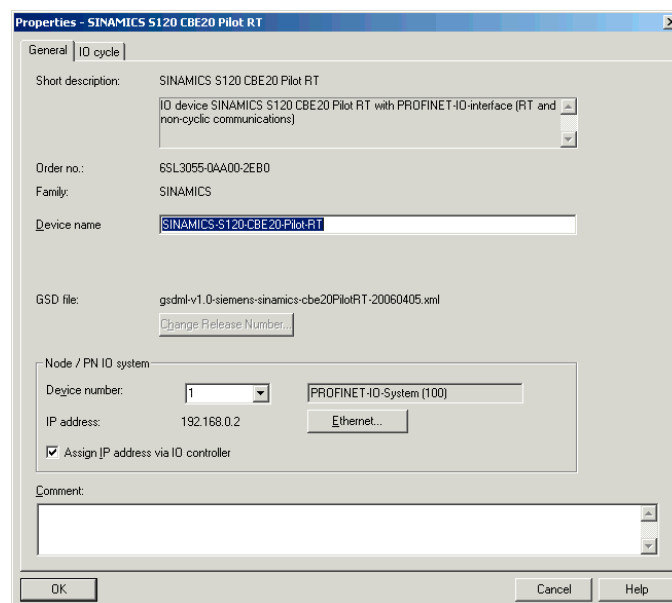 Properties - SINAMICS S120 CBE20 Pilot RT
General
IO cycle
Short description:
SINAMICS S120 CBE20 Pilot RT
IO device SINAMICS S120 CBE20 Pilot RT with PROFINET-IO-interface (RT and
non-cyclic communications)
Order no.:
6SL3055-0AA00-2EB0
Family:
SINAMICS
Device name
SINAMICS-S120-CBE20-Pilot-RT
GSD file:
gsdml-v1.0-siemens-sinamics-cbe20PilotRT-20060405.xml
Change Release Number...
Node / PN IO system
Device number:
1
PROFINET-IO-System (100)
IP address:
192.168.0.2
Ethernet...
Assign IP address via IO controller
Comment:
OK
Cancel
Help